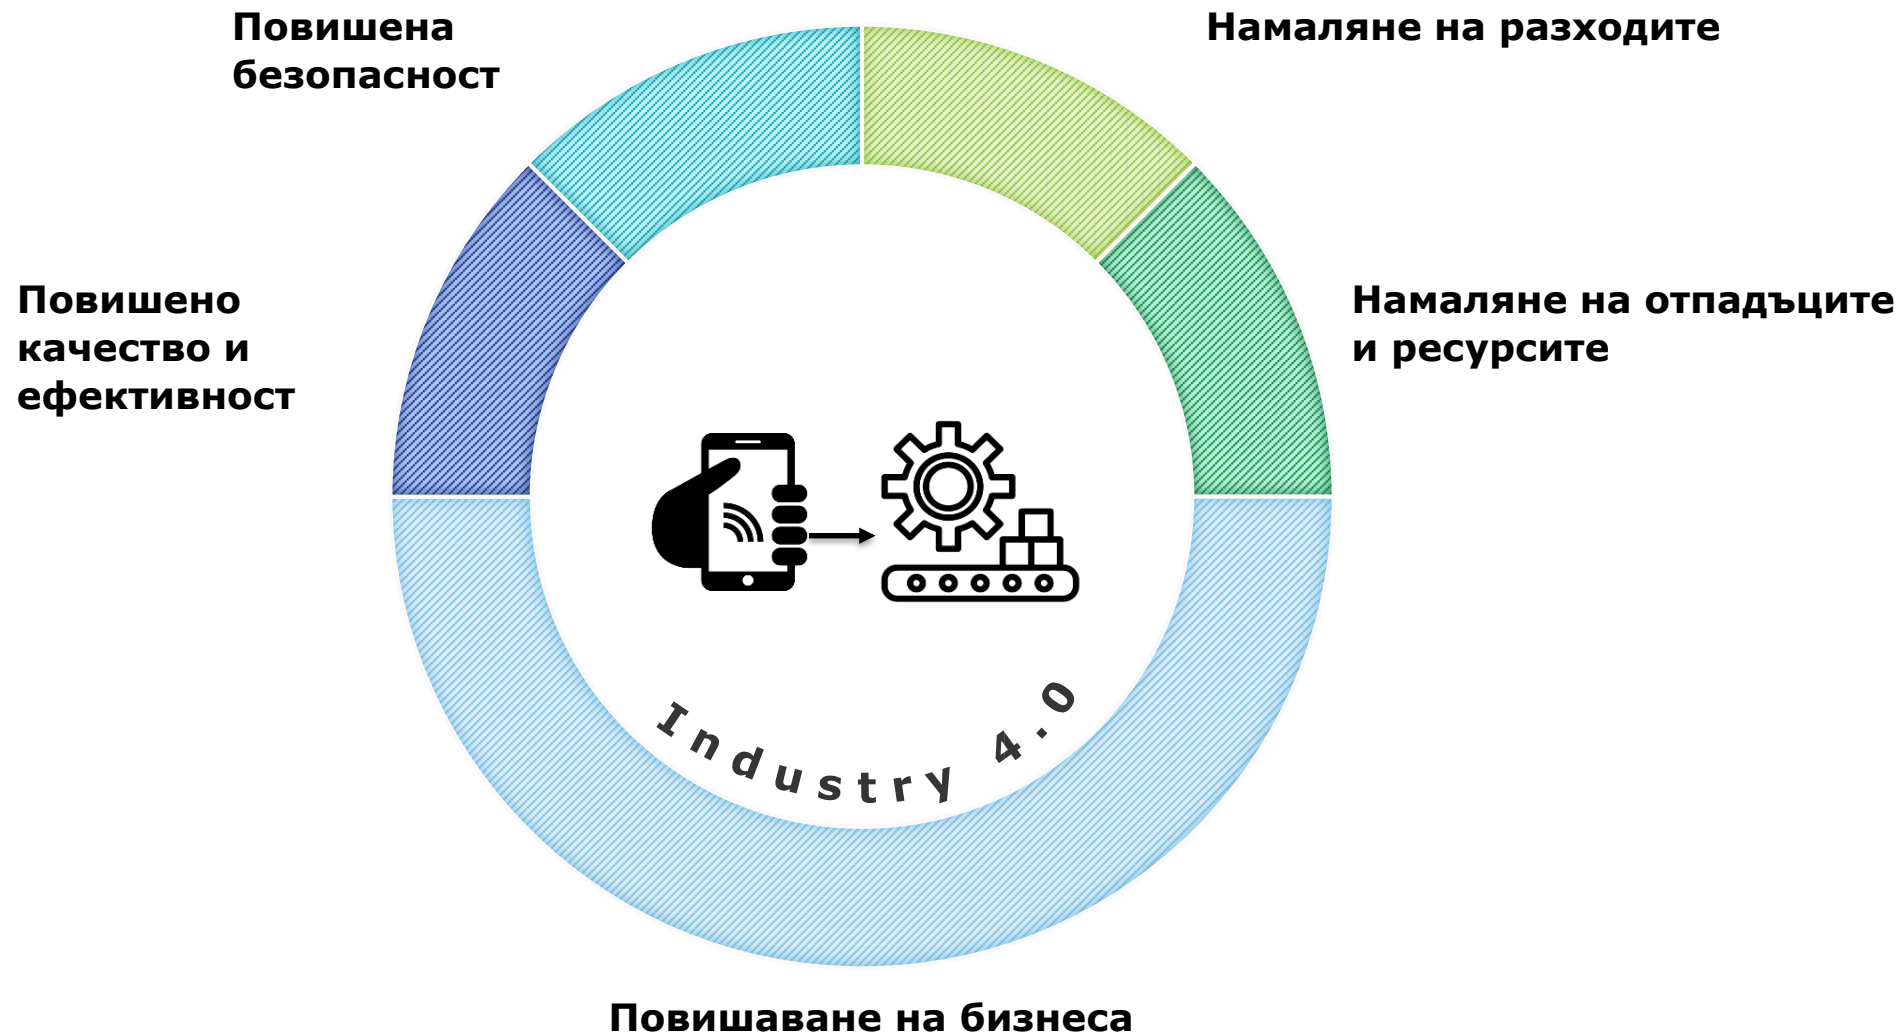 Повишена
безопасност
Намаляне на разходите
Повишено
качество и
ефективност
Намаляне на отпадъците
и ресурсите
Industry 4.0
Повишаване на бизнеса